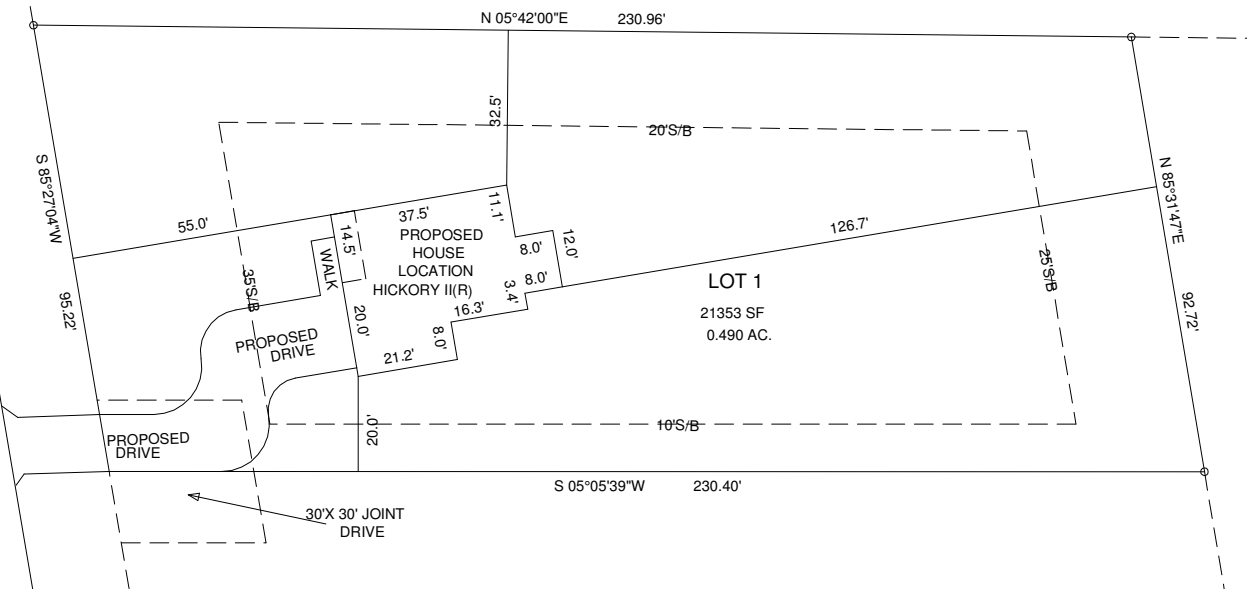 N 05°42'00"E 230.96'
32.5'
20'S/B
S 85°27'04"W
N 85°31'47"E
55.0'
37.5'
11.1'
126.7'
14.5'
PROPOSED
HOUSE
LOCATION
HICKORY II(R)
8.0'
12.0'
WALK
35'S/B
8.0'
3.4'
25'S/B
LOT 1
21353 SF
0.490 AC.
95.22'
92.72'
16.3'
20.0'
8.0'
PROPOSED
DRIVE
21.2'
20.0'
10'S/B
PROPOSED
DRIVE
S 05°05'39"W 230.40'
30'X 30' JOINT
DRIVE